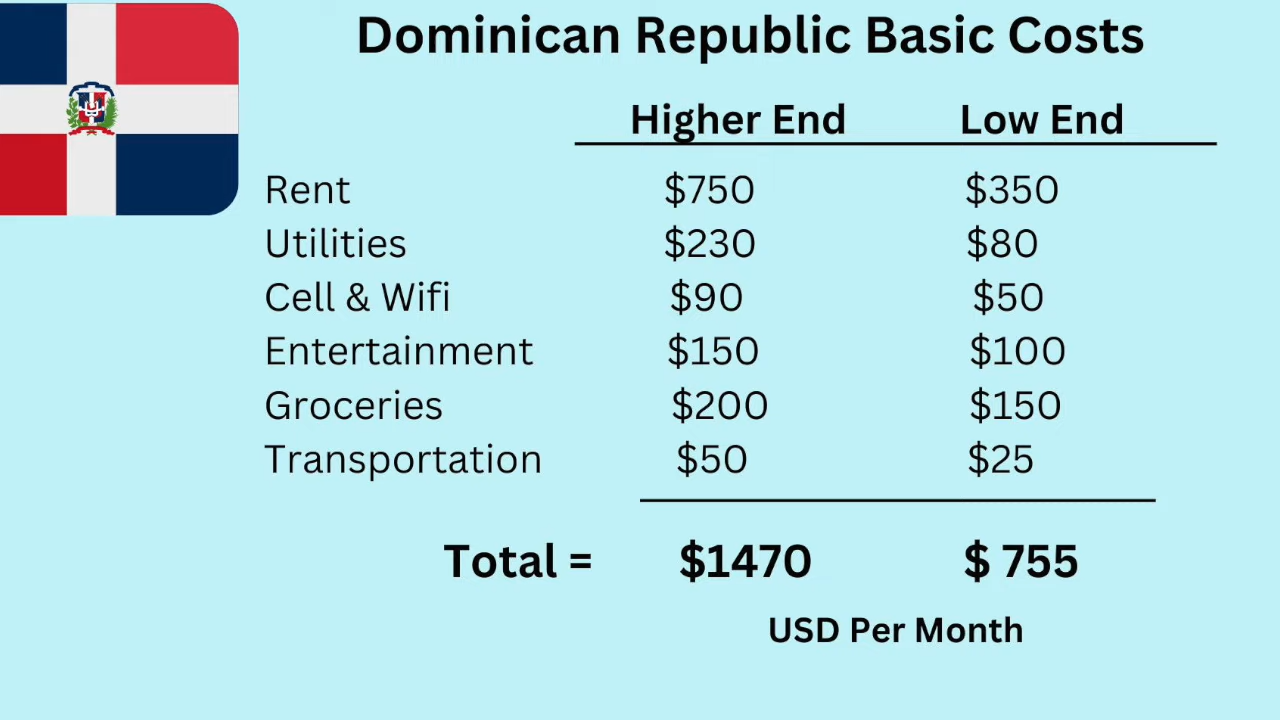 Dominican Republic Basic Costs
Higher End Low End
Rent $750 $350
Utilities $230 $80
Cell & Wifi $90 $50
Entertainment $150 $100
Groceries $200 $150
Transportation $50 $25
Total = $1470 $ 755
USD Per Month